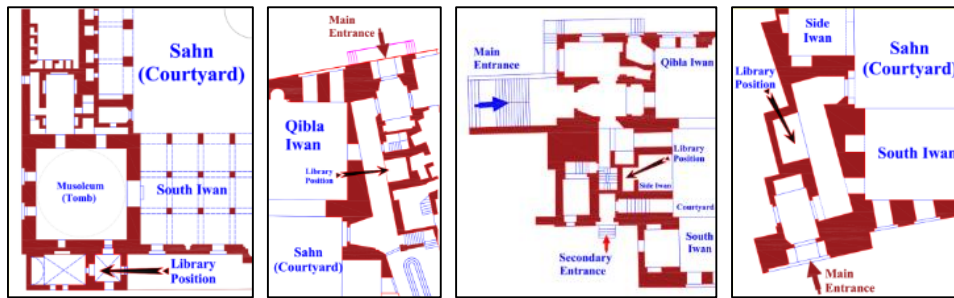 Sahn
(Courtyard)
Musoleum
(Tomb)
South Iwan
Library
Position
Main
Entrance
Qibla
Iwan
Library
Position
Sahn
(Courtyard)
Main
Entrance
Qibla Iwan
Library
Position
Side Iwan
Courtyard
South
Iwan
Secondary
Entrance
Side
Iwan
Sahn
(Courtyard)
Library
Position
South Iwan
Main
Entrance